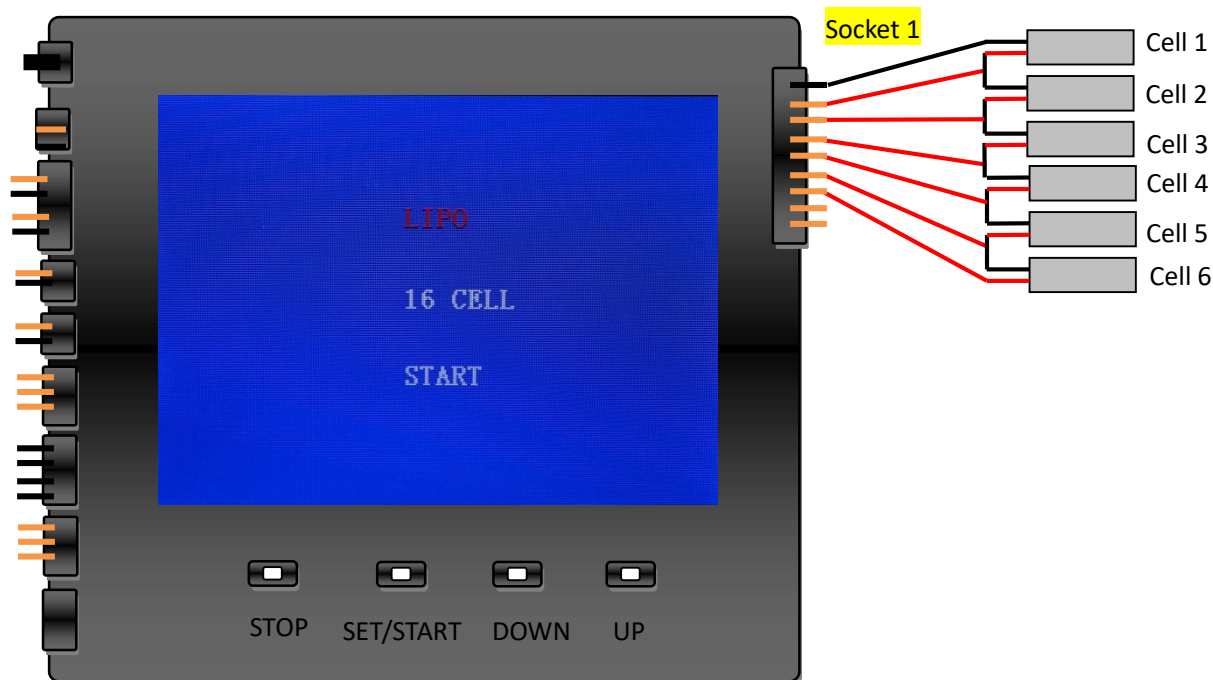 Socket 1
Cell 1
Cell 2
Cell 3
Cell 4
Cell 5
Cell 6
LIPO
16 CELL
START
STOP
SET/START
DOWN
UP